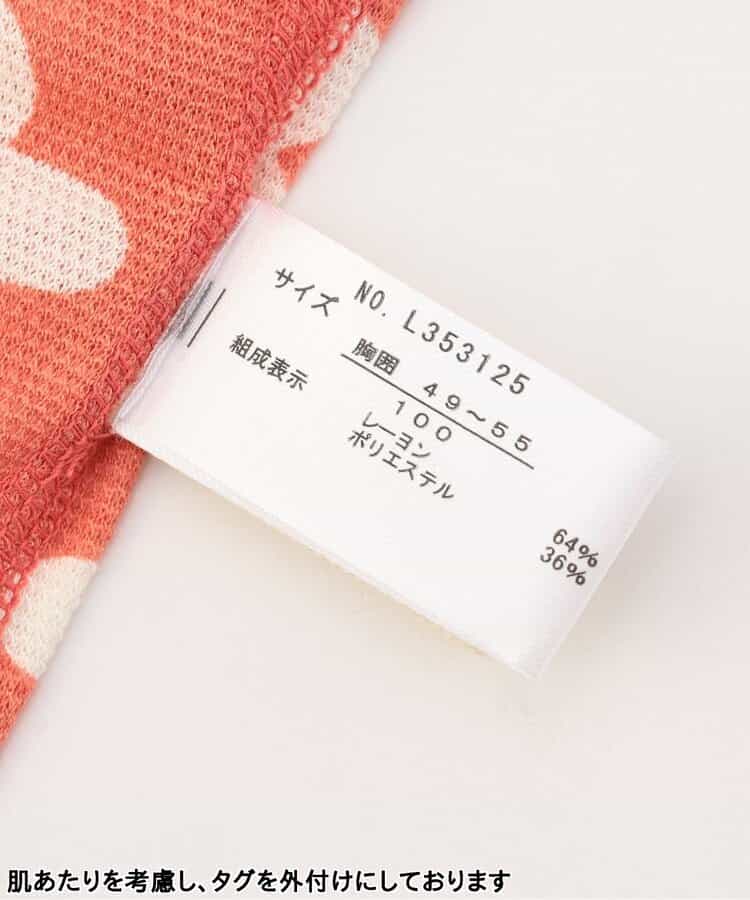 NO. L353125
サイズ 胸囲 49～55
100
組成表示 レーヨン 64%
ポリエステル 36%
肌あたりを考慮し、タグを外付けにしております